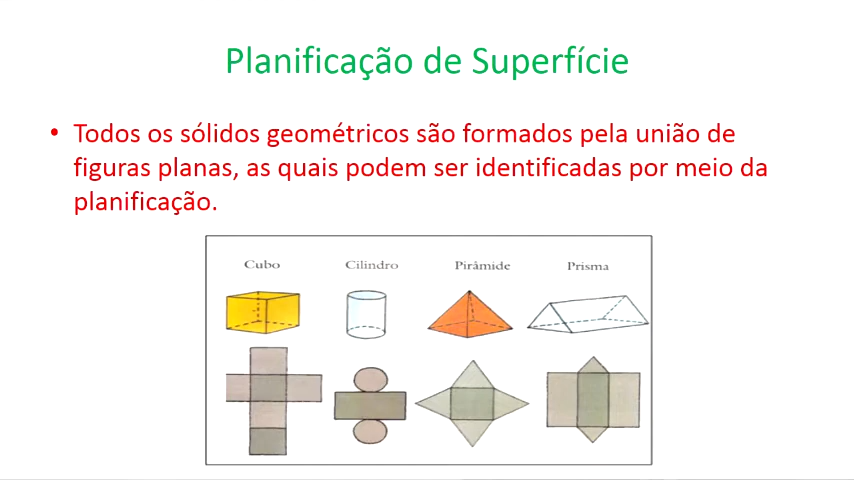 Planificação de Superfície
• Todos os sólidos geométricos são formados pela união de
figuras planas, as quais podem ser identificadas por meio da
planificação.
Cubo Cilindro Pirâmide Prisma